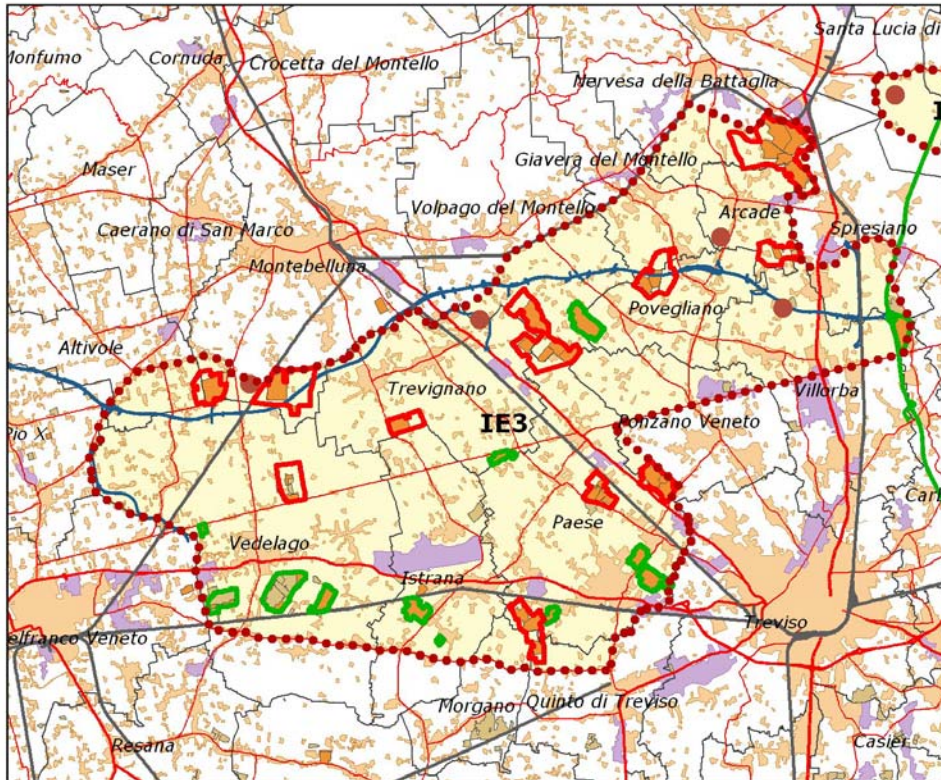 Santa Lucia di
Monfumo
Cornuda
Crocetta del Montello
Nervesa della Battaglia
Maser
Giavera del Montello
Volpago del Montello
Arcade
Caerano di San Marco
Spresiano
Montebelluna
Povegliano
Altivole
Trevignano
Villorba
Pio X
IE3
Ponzano Veneto
Paese
Vedelago
Istrana
Treviso
elfranco Veneto
Morgano
Quinto di Treviso
Resana
Casier